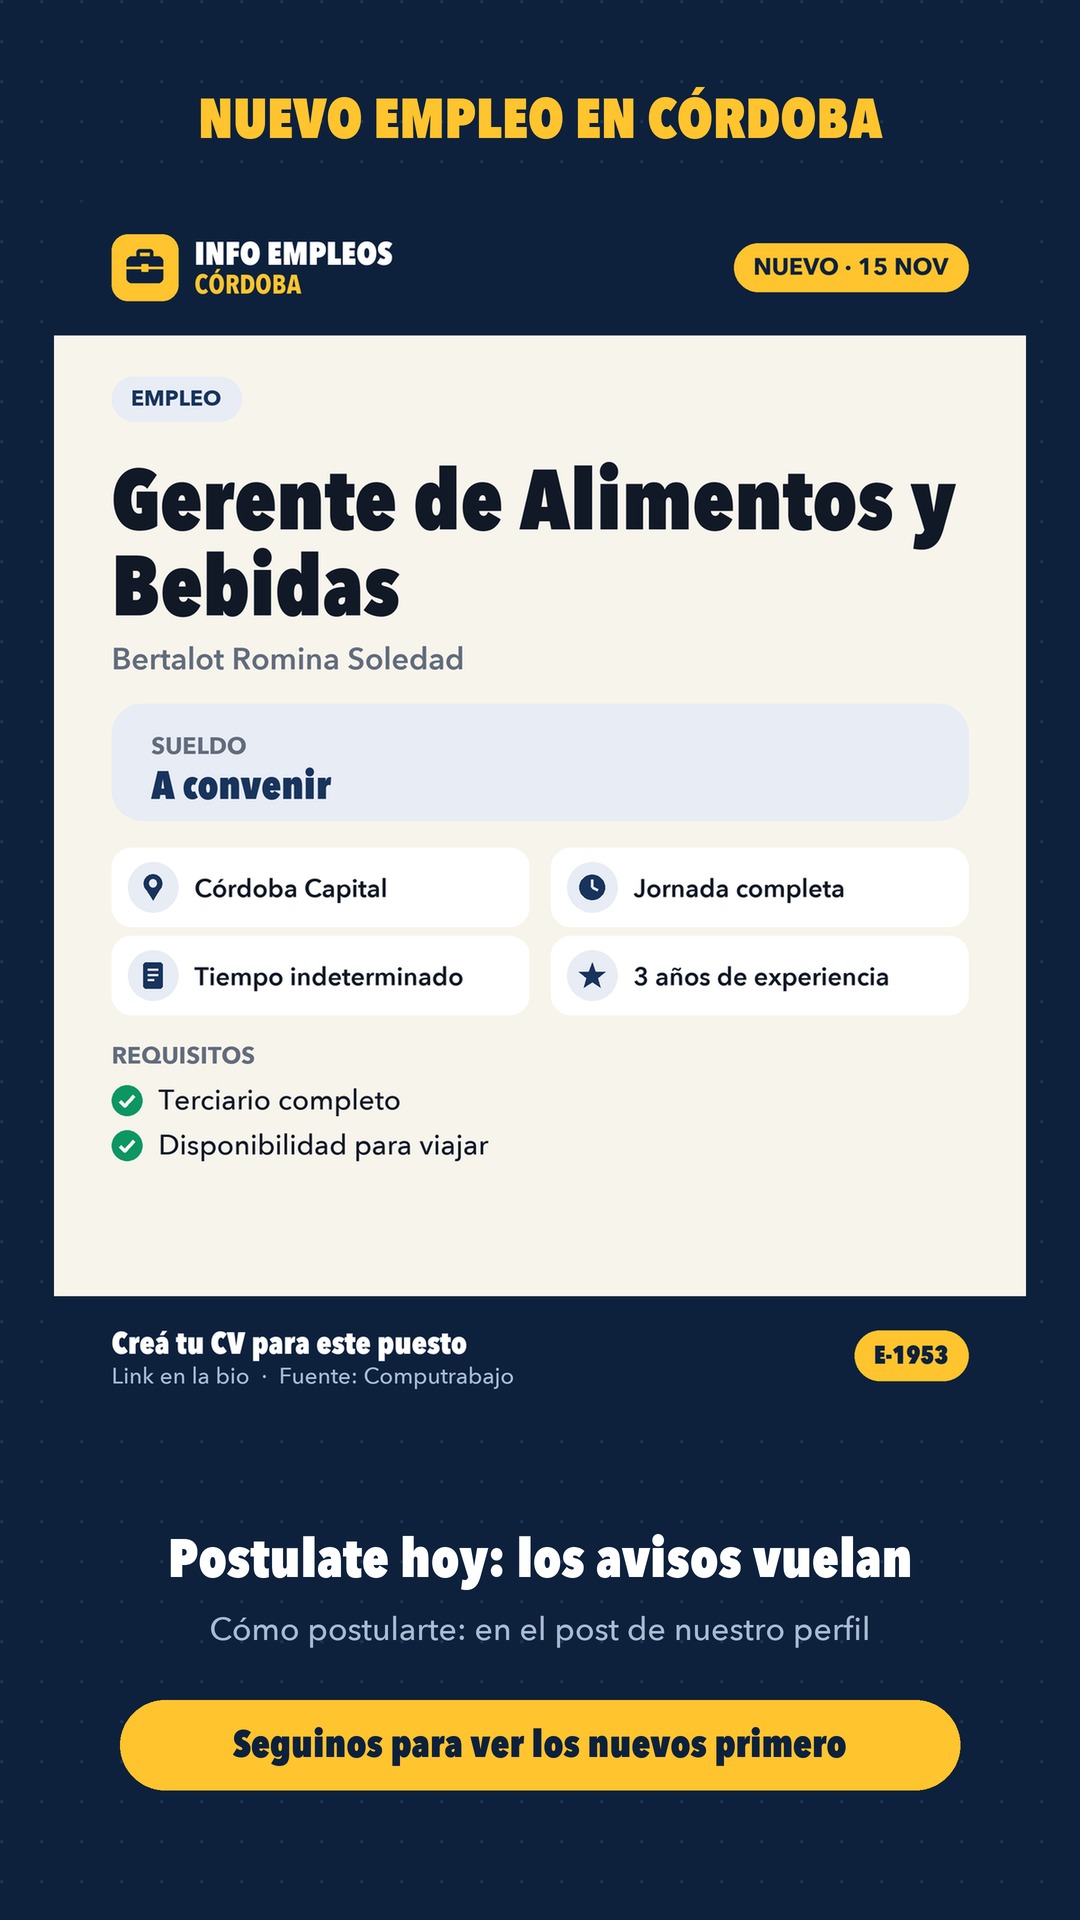 NUEVO EMPLEO EN CÓRDOBA
INFO EMPLEOS
CÓRDOBA
NUEVO · 15 NOV
EMPLEO
Gerente de Alimentos y
Bebidas
Bertalot Romina Soledad
SUELDO
A convenir
Córdoba Capital
Jornada completa
Tiempo indeterminado
3 años de experiencia
REQUISITOS
Terciario completo
Disponibilidad para viajar
Creá tu CV para este puesto
Link en la bio · Fuente: Computrabajo
E-1953
Postulate hoy: los avisos vuelan
Cómo postularte: en el post de nuestro perfil
Seguinos para ver los nuevos primero